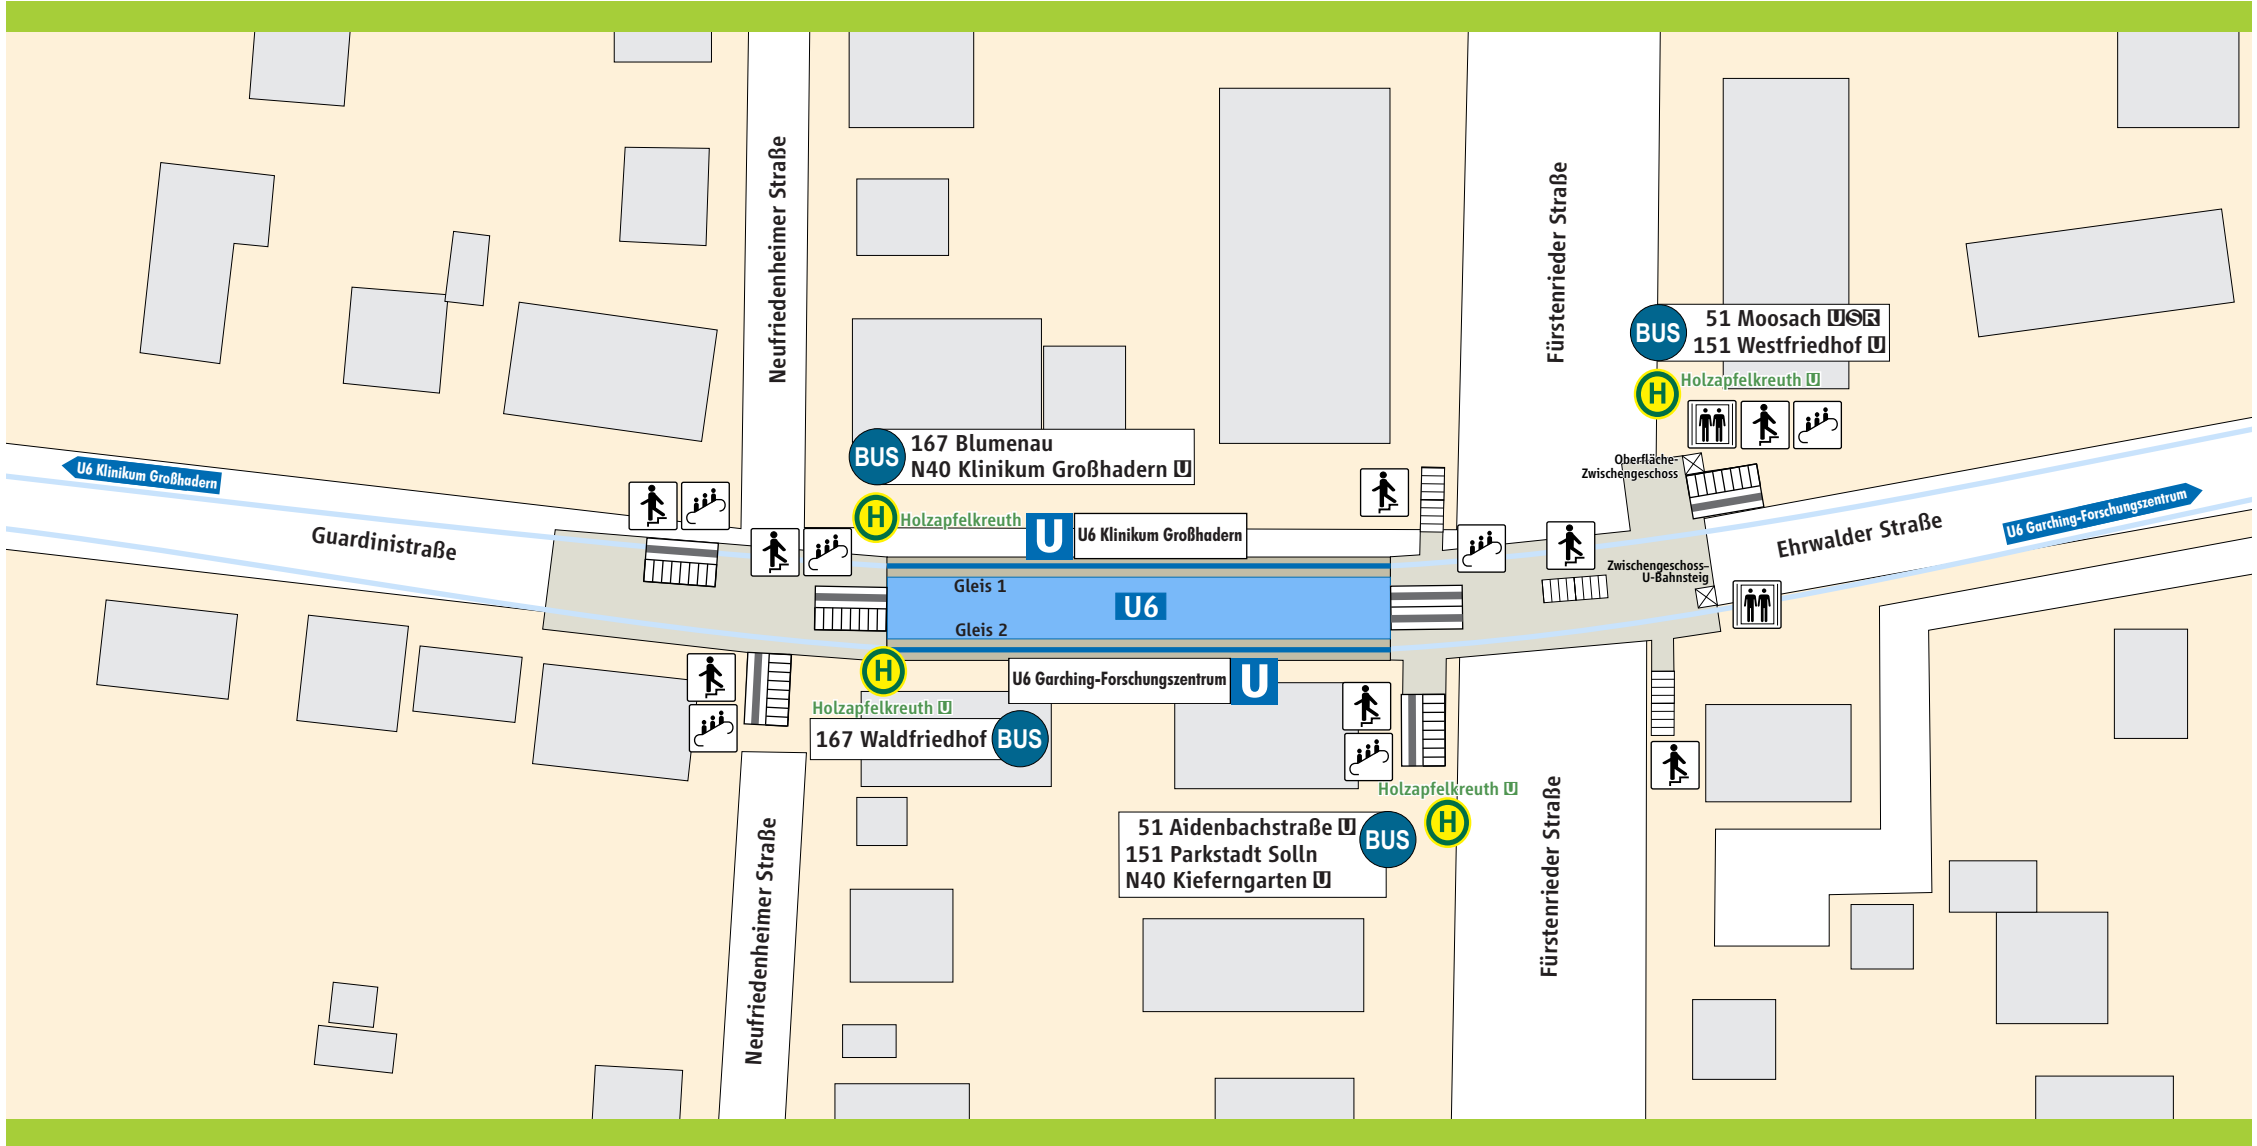 Neufriedenheimer Straße
Fürstenrieder Straße
BUS
51 Moosach U S R
151 Westfriedhof U
H
Holzapfelkreuth U
BUS
167 Blumenau
N40 Klinikum Großhadern U
U6 Klinikum Großhadern
Oberfläche-
Zwischengeschoss
U6 Garching-Forschungszentrum
H
Holzapfelkreuth
U
U6 Klinikum Großhadern
Guardinistraße
Ehrwalder Straße
Zwischengeschoss–
U-Bahnsteig
Gleis 1
U6
Gleis 2
H
Holzapfelkreuth U
167 Waldfriedhof
BUS
U6 Garching-Forschungszentrum
U
Holzapfelkreuth U
H
51 Aidenbachstraße U
151 Parkstadt Solln
N40 Kieferngarten U
BUS
Neufriedenheimer Straße
Fürstenrieder Straße